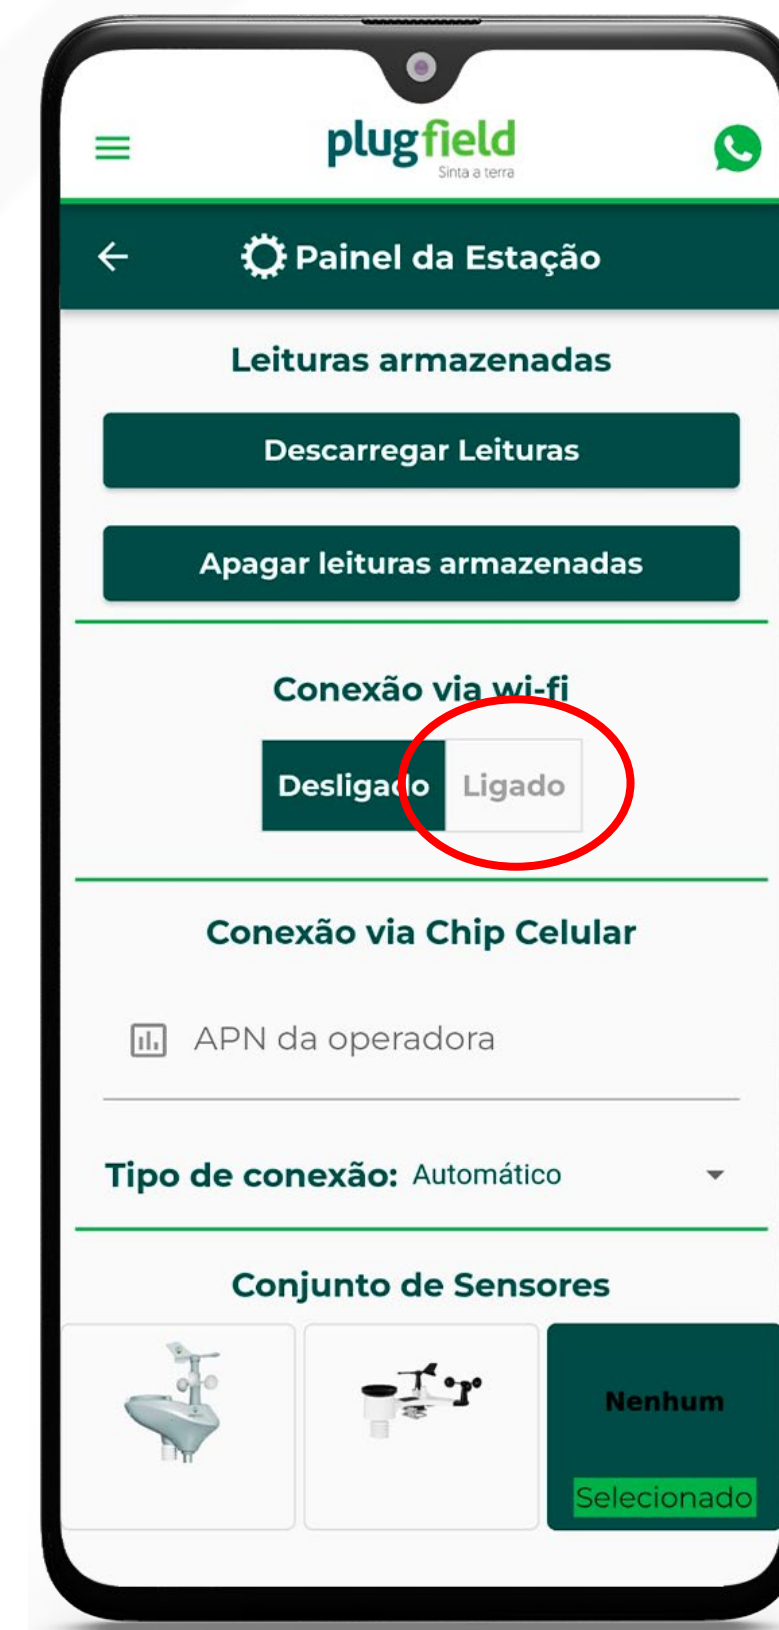 plugfield
Sinta a terra
Painel da Estação
Leituras armazenadas
Descarregar Leituras
Apagar leituras armazenadas
Conexão via wi-fi
Desligado Ligado
Conexão via Chip Celular
APN da operadora
Tipo de conexão: Automático
Conjunto de Sensores
Nenhum
Selecionado